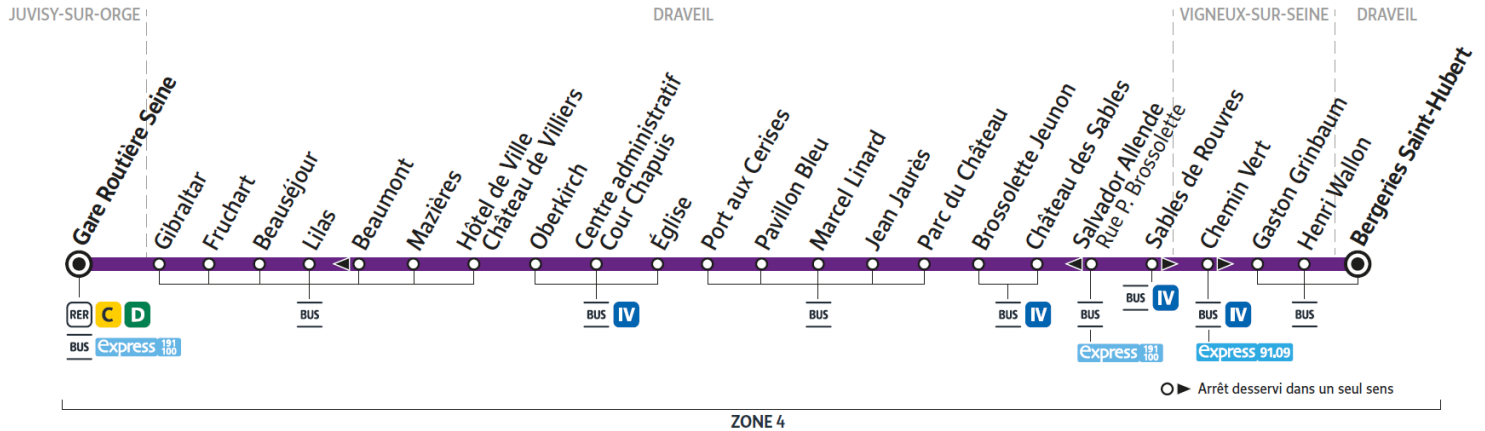 JUVISY-SUR-ORGE
DRAVEIL
VIGNEUX-SUR-SEINE
DRAVEIL
Gare Routière Seine
Gibraltar
Fruchart
Beauséjour
Lilas
Beaumont
Mazières
Hôtel de Ville
Château de Villiers
Oberkirch
Centre administratif
Cour Chapuis
Église
Port aux Cerises
Pavillon Bleu
Marcel Linard
Jean Jaurès
Parc du Château
Brossolette Jeunon
Château des Sables
Salvador Allende
Rue P. Brossolette
Sables de Rouvres
Chemin Vert
Gaston Grinbaum
Henri Wallon
Bergeries Saint-Hubert
RER C D
BUS express 191 100
BUS
BUS IV
BUS
BUS IV
BUS
express 191 100
BUS IV
BUS IV
express 91.09
BUS
Arrêt desservi dans un seul sens
ZONE 4